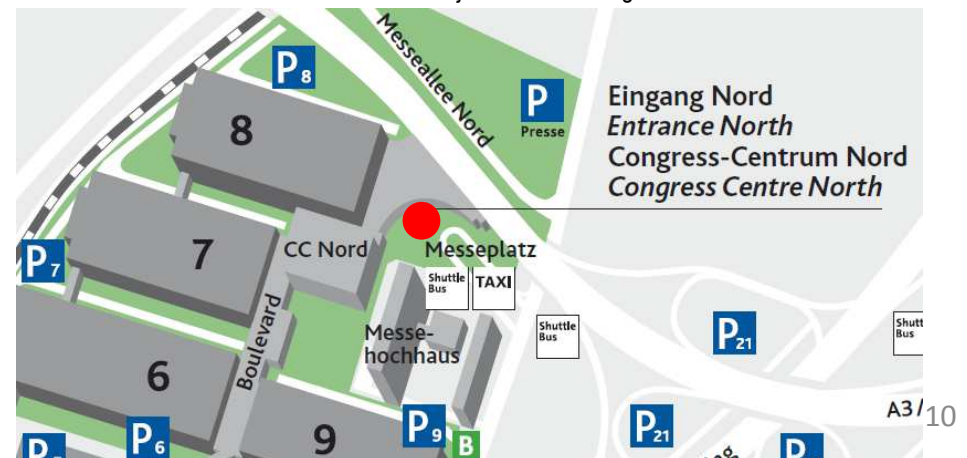 P8
Messeallee Nord
P
Presse
8
Eingang Nord
Entrance North
Congress-Centrum Nord
Congress Centre North
7
P7
CC Nord
Messeplatz
Shuttle
Bus
TAXI
Boulevard
Messe-
hochhaus
Shuttle
Bus
P21
Shutt
Bus
6
A3/
10
P6
9
P9
B
P21
P